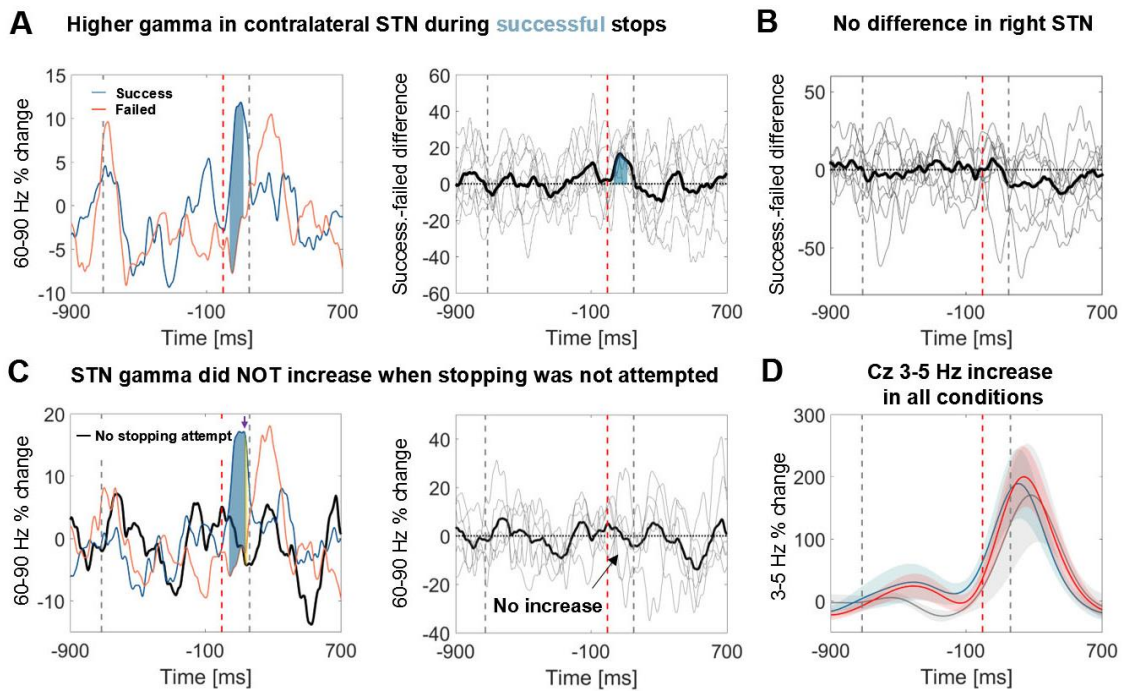 A Higher gamma in contralateral STN during successful stops
60-90 Hz % change
15
10
5
0
-5
-10
Success
Failed
-900 -100 700
Time [ms]
Success.-failed difference
60
40
20
0
-20
-40
-60
-900 -100 700
Time [ms]
B No difference in right STN
Success.-failed difference
50
0
-50
-900 -100 700
Time [ms]
C STN gamma did NOT increase when stopping was not attempted
60-90 Hz % change
20
10
0
-10
No stopping attempt
-900 -100 700
Time [ms]
60-90 Hz % change
40
20
0
-20
-40
No increase
-900 -100 700
Time [ms]
D Cz 3-5 Hz increase
in all conditions
3-5 Hz % change
300
200
100
0
-900 -100 700
Time [ms]